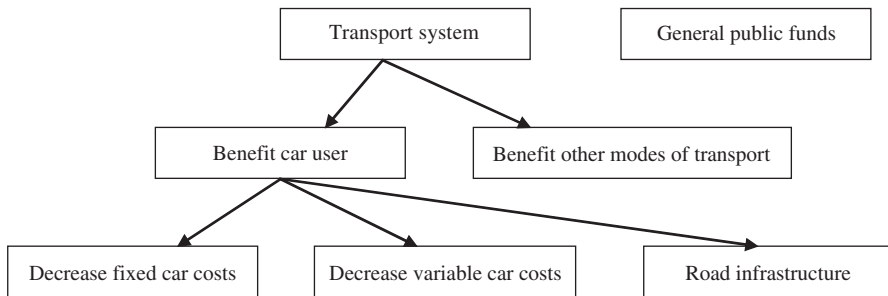 Transport system
General public funds
Benefit car user
Benefit other modes of transport
Decrease fixed car costs
Decrease variable car costs
Road infrastructure